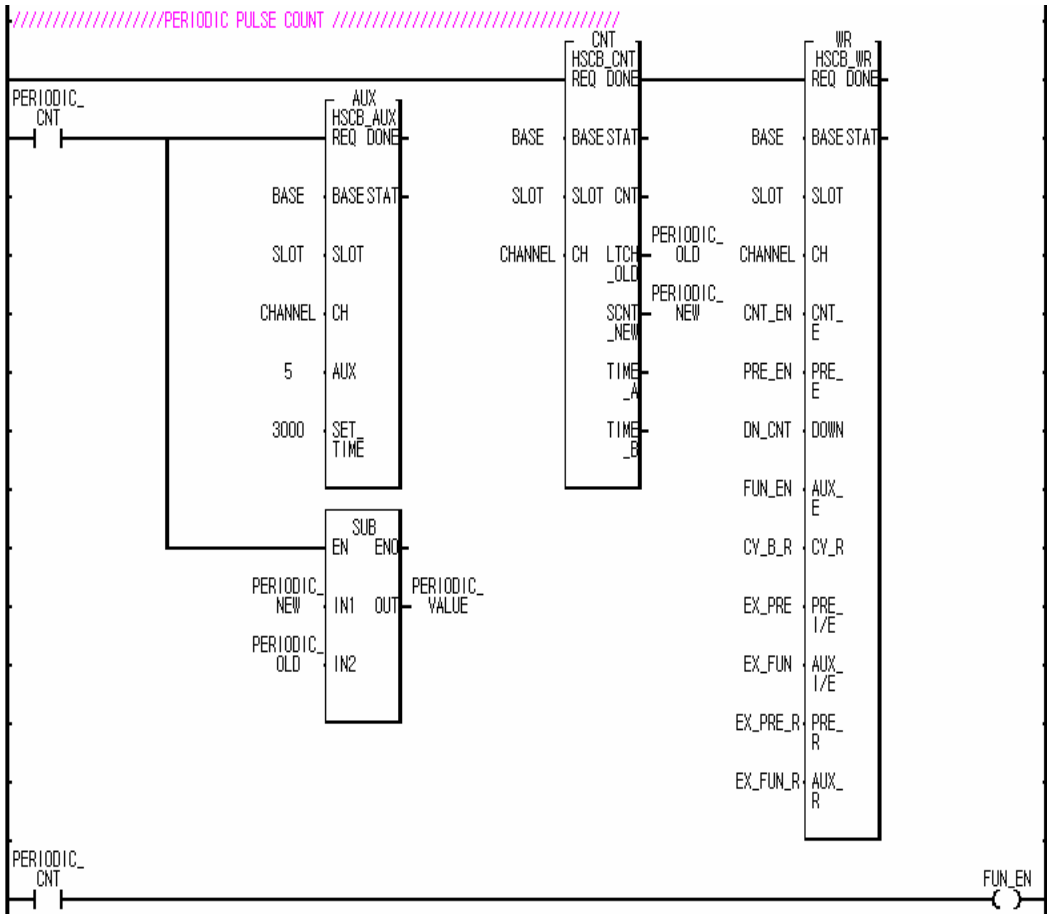 ///////////////////PERIODIC PULSE COUNT ////////////////////////////////////
CNT WR
HSCB_CNT HSCB_WR
REQ DONE REQ DONE
PERIODIC_
CNT
AUX
HSCB_AUX
REQ DONE
BASE BASE STAT BASE BASE STAT
BASE BASE STAT SLOT SLOT CNT SLOT SLOT
SLOT SLOT CHANNEL CH LTCH
_OLD PERIODIC_
OLD CHANNEL CH
CHANNEL CH SCNT
_NEW PERIODIC_
NEW CNT_EN CNT_
E
5 AUX TIME
_A PRE_EN PRE_
E
3000 SET_
TIME TIME
_B DN_CNT DOWN
FUN_EN AUX_
E
SUB
EN ENO CY_B_R CY_R
PERIODIC_
NEW IN1 OUT PERIODIC_
VALUE EX_PRE PRE_
I/E
PERIODIC_
OLD IN2 EX_FUN AUX_
I/E
EX_PRE_R PRE_
R
EX_FUN_R AUX_
R
PERIODIC_
CNT FUN_EN